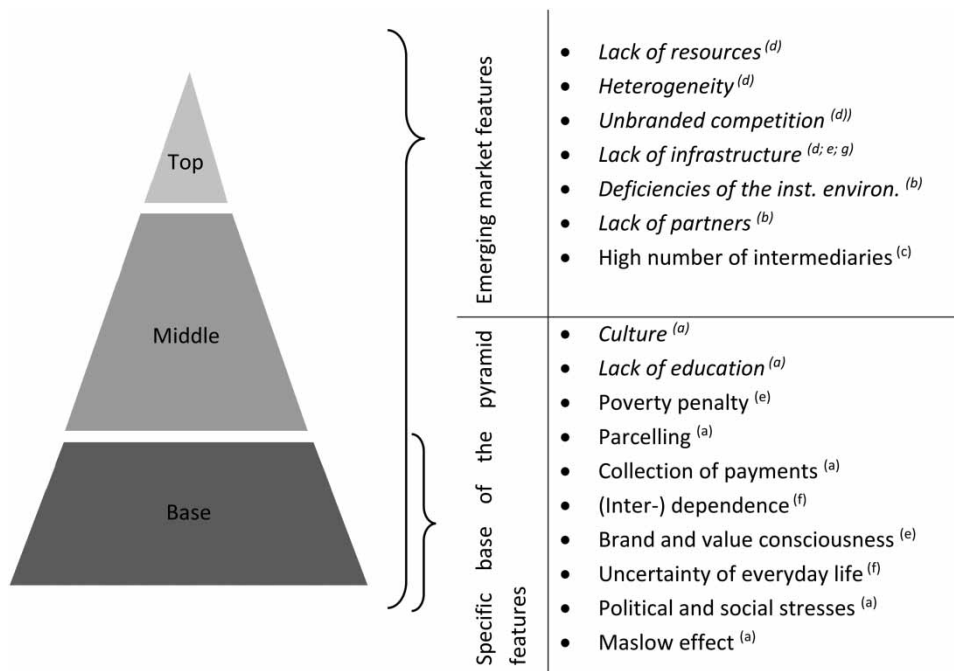 Top
Middle
Base
Emerging market features
• Lack of resources (d)
• Heterogeneity (d)
• Unbranded competition (d))
• Lack of infrastructure (d; e; g)
• Deficiencies of the inst. environ. (b)
• Lack of partners (b)
• High number of intermediaries (c)
Specific base of the pyramid
features
• Culture (a)
• Lack of education (a)
• Poverty penalty (e)
• Parcelling (a)
• Collection of payments (a)
• (Inter-) dependence (f)
• Brand and value consciousness (e)
• Uncertainty of everyday life (f)
• Political and social stresses (a)
• Maslow effect (a)